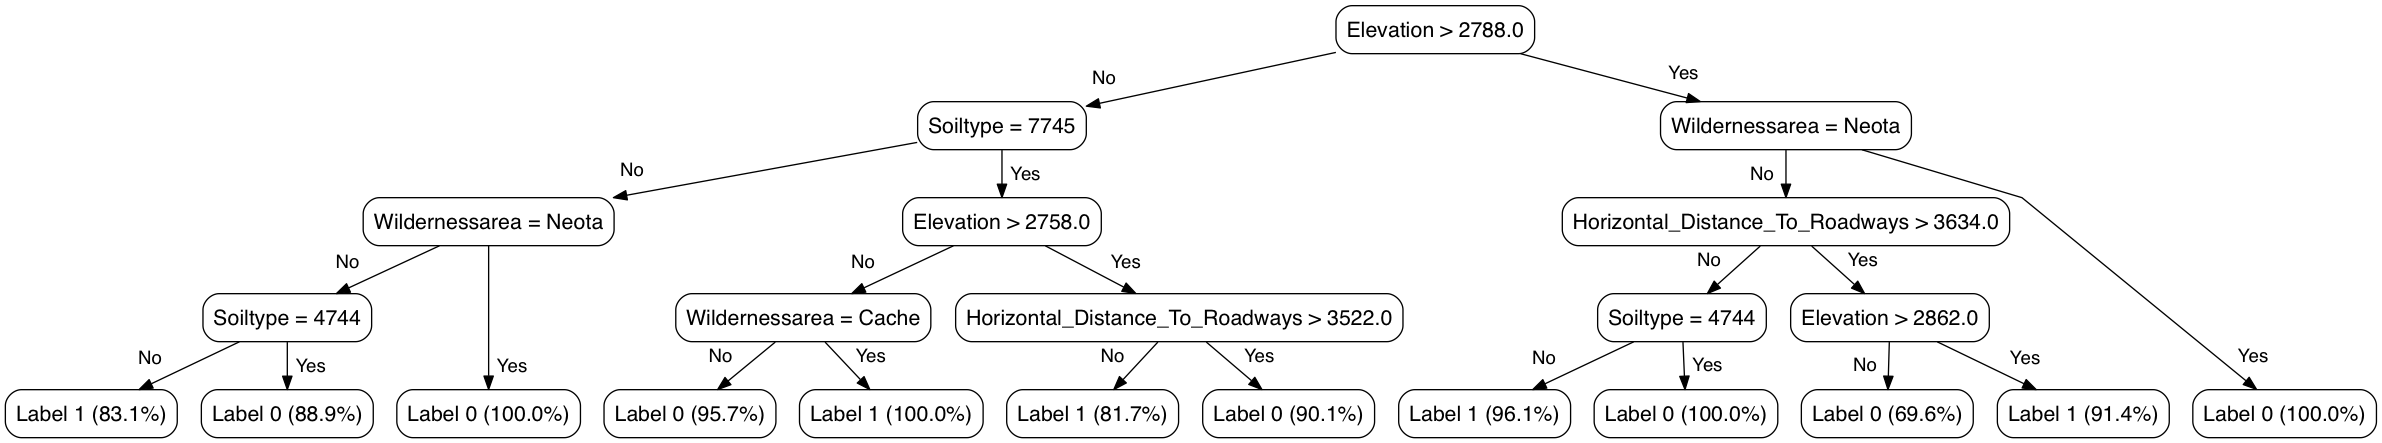 Elevation > 2788.0
No
Yes
Soiltype = 7745
Wildernessarea = Neota
No
Yes
No
Wildernessarea = Neota
Elevation > 2758.0
Horizontal_Distance_To_Roadways > 3634.0
No
No
Yes
No
Yes
Soiltype = 4744
Wildernessarea = Cache
Horizontal_Distance_To_Roadways > 3522.0
Soiltype = 4744
Elevation > 2862.0
No
Yes
Yes
No
Yes
No
Yes
No
Yes
No
Yes
Yes
Label 1 (83.1%)
Label 0 (88.9%)
Label 0 (100.0%)
Label 0 (95.7%)
Label 1 (100.0%)
Label 1 (81.7%)
Label 0 (90.1%)
Label 1 (96.1%)
Label 0 (100.0%)
Label 0 (69.6%)
Label 1 (91.4%)
Label 0 (100.0%)